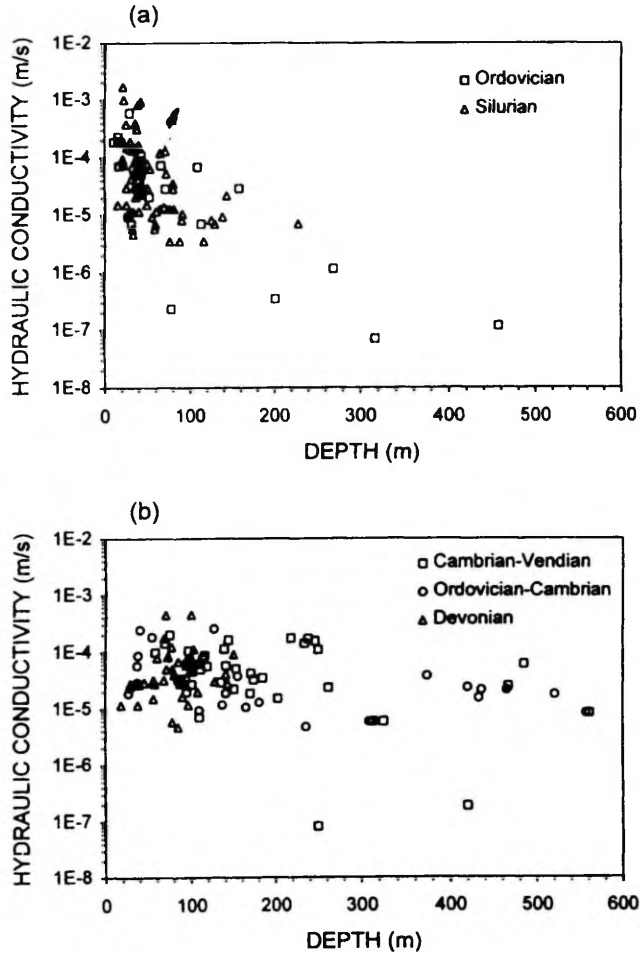 (a)
HYDRAULIC CONDUCTIVITY (m/s)
1E-2
1E-3
1E-4
1E-5
1E-6
1E-7
1E-8
Ordovician
Silurian
0 100 200 300 400 500 600
DEPTH (m)
(b)
HYDRAULIC CONDUCTIVITY (m/s)
1E-2
1E-3
1E-4
1E-5
1E-6
1E-7
1E-8
Cambrian-Vendian
Ordovician-Cambrian
Devonian
0 100 200 300 400 500 600
DEPTH (m)